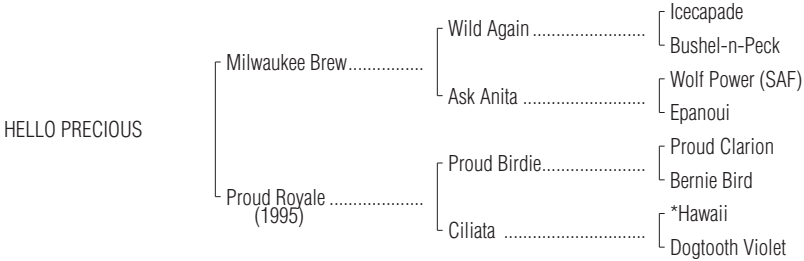 Icecapade
Wild Again ........................
Bushel-n-Peck
Milwaukee Brew................
Wolf Power (SAF)
Ask Anita ..........................
Epanoui
HELLO PRECIOUS
Proud Clarion
Proud Birdie......................
Bernie Bird
Proud Royale ....................
(1995)
*Hawaii
Ciliata ..............................
Dogtooth Violet